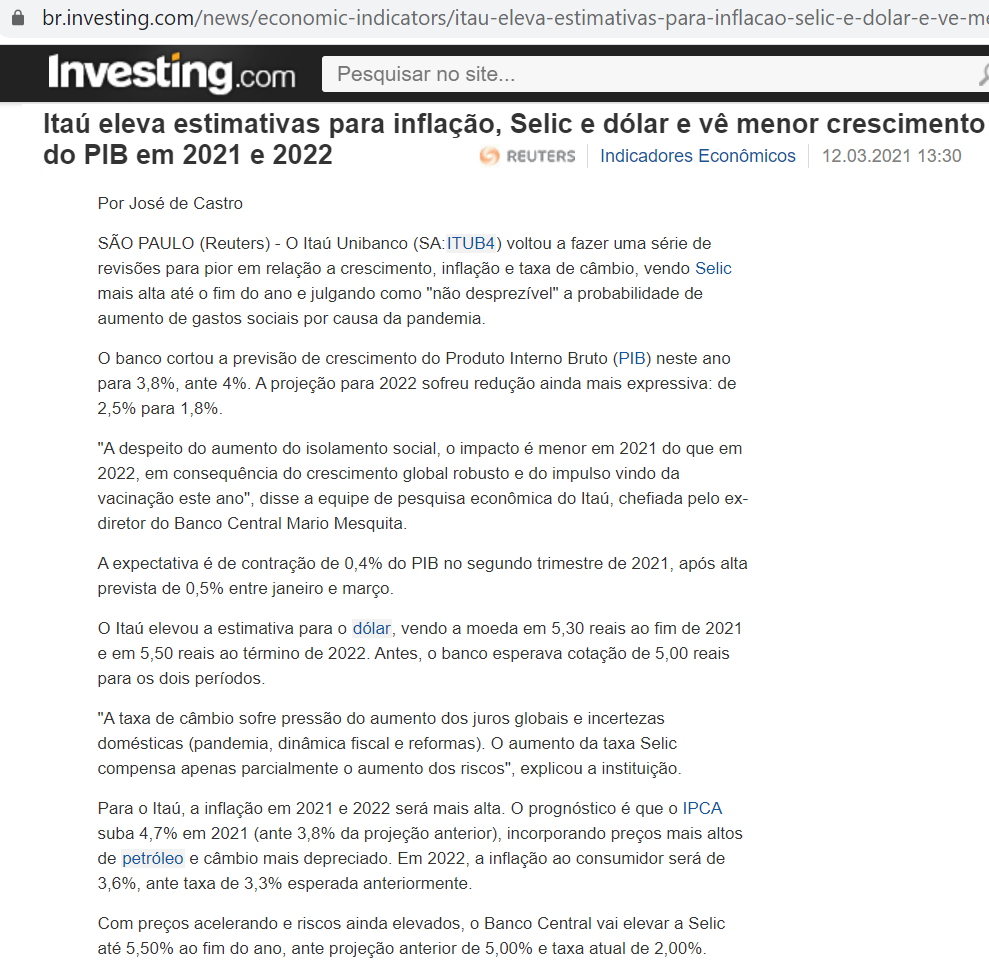 br.investing.com/news/economic-indicators/itau-eleva-estimativas-para-inflacao-selic-e-dolar-e-ve-me
Investing.com
Pesquisar no site...
Itaú eleva estimativas para inflação, Selic e dólar e vê menor crescimento
do PIB em 2021 e 2022
REUTERS
Indicadores Econômicos
12.03.2021 13:30
Por José de Castro
SÃO PAULO (Reuters) - O Itaú Unibanco (SA:ITUB4) voltou a fazer uma série de
revisões para pior em relação a crescimento, inflação e taxa de câmbio, vendo Selic
mais alta até o fim do ano e julgando como "não desprezível" a probabilidade de
aumento de gastos sociais por causa da pandemia.
O banco cortou a previsão de crescimento do Produto Interno Bruto (PIB) neste ano
para 3,8%, ante 4%. A projeção para 2022 sofreu redução ainda mais expressiva: de
2,5% para 1,8%.
"A despeito do aumento do isolamento social, o impacto é menor em 2021 do que em
2022, em consequência do crescimento global robusto e do impulso vindo da
vacinação este ano", disse a equipe de pesquisa econômica do Itaú, chefiada pelo ex-
diretor do Banco Central Mario Mesquita.
A expectativa é de contração de 0,4% do PIB no segundo trimestre de 2021, após alta
prevista de 0,5% entre janeiro e março.
O Itaú elevou a estimativa para o dólar, vendo a moeda em 5,30 reais ao fim de 2021
e em 5,50 reais ao término de 2022. Antes, o banco esperava cotação de 5,00 reais
para os dois períodos.
"A taxa de câmbio sofre pressão do aumento dos juros globais e incertezas
domésticas (pandemia, dinâmica fiscal e reformas). O aumento da taxa Selic
compensa apenas parcialmente o aumento dos riscos", explicou a instituição.
Para o Itaú, a inflação em 2021 e 2022 será mais alta. O prognóstico é que o IPCA
suba 4,7% em 2021 (ante 3,8% da projeção anterior), incorporando preços mais altos
de petróleo e câmbio mais depreciado. Em 2022, a inflação ao consumidor será de
3,6%, ante taxa de 3,3% esperada anteriormente.
Com preços acelerando e riscos ainda elevados, o Banco Central vai elevar a Selic
até 5,50% ao fim do ano, ante projeção anterior de 5,00% e taxa atual de 2,00%.